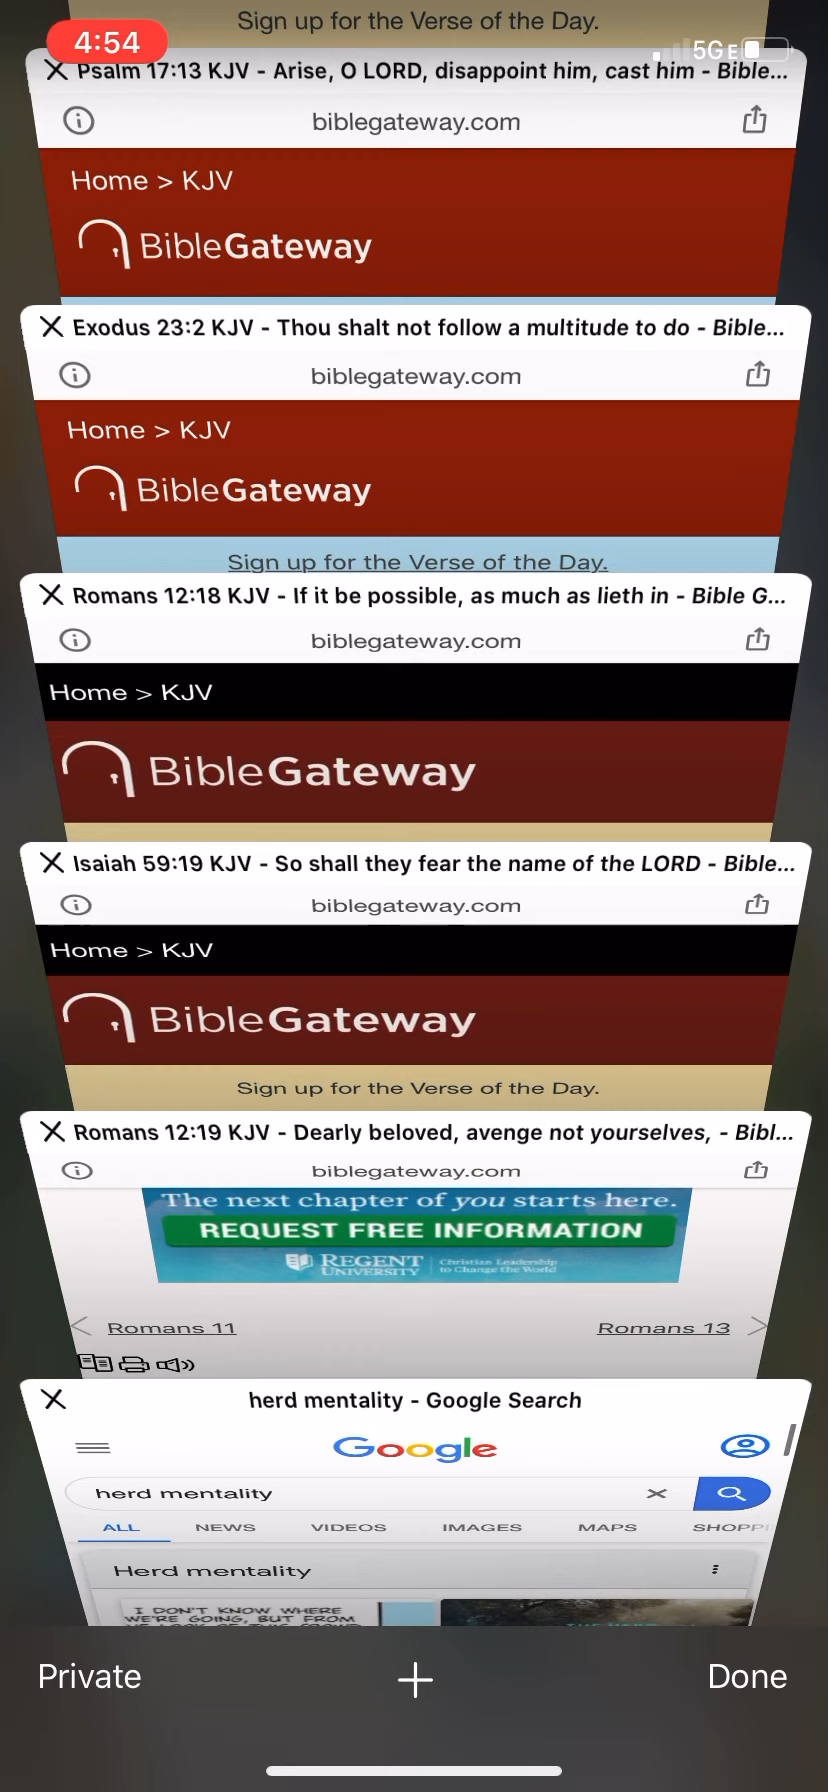 Sign up for the Verse of the Day.
4:54
5G E
Psalm 17:13 KJV - Arise, O LORD, disappoint him, cast him - Bible...
biblegateway.com
Home > KJV
BibleGateway
Exodus 23:2 KJV - Thou shalt not follow a multitude to do - Bible...
biblegateway.com
Home > KJV
BibleGateway
Sign up for the Verse of the Day.
Romans 12:18 KJV - If it be possible, as much as lieth in - Bible G...
biblegateway.com
Home > KJV
BibleGateway
Isaiah 59:19 KJV - So shall they fear the name of the LORD - Bible...
biblegateway.com
Home > KJV
BibleGateway
Sign up for the Verse of the Day.
Romans 12:19 KJV - Dearly beloved, avenge not yourselves, - Bibl...
biblegateway.com
The next chapter of you starts here.
REQUEST FREE INFORMATION
REGENT UNIVERSITY
Christian Leadership
to Change the World
Romans 11
Romans 13
herd mentality - Google Search
Google
herd mentality
ALL NEWS VIDEOS IMAGES MAPS SHOPP
Herd mentality
I DON'T KNOW WHERE
WE'RE GOING, BUT FROM
Private
Done